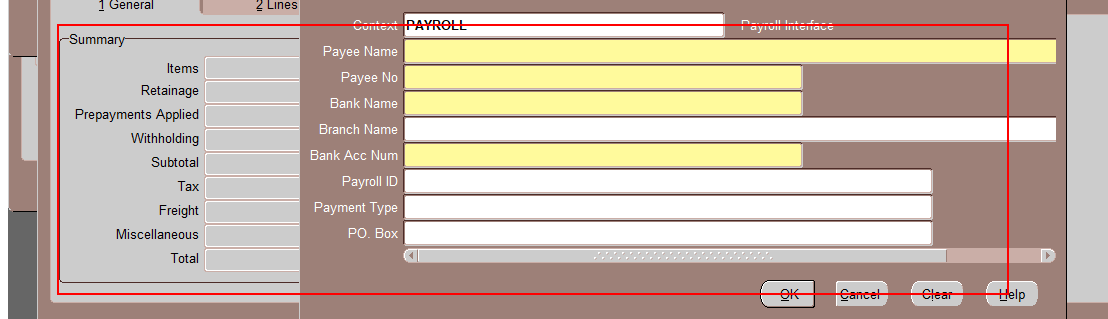 1 General
2 Lines
Summary
Items
Retainage
Prepayments Applied
Withholding
Subtotal
Tax
Freight
Miscellaneous
Total
Context PAYROLL Payroll Interface
Payee Name
Payee No
Bank Name
Branch Name
Bank Acc Num
Payroll ID
Payment Type
PO. Box
OK Cancel Clear Help